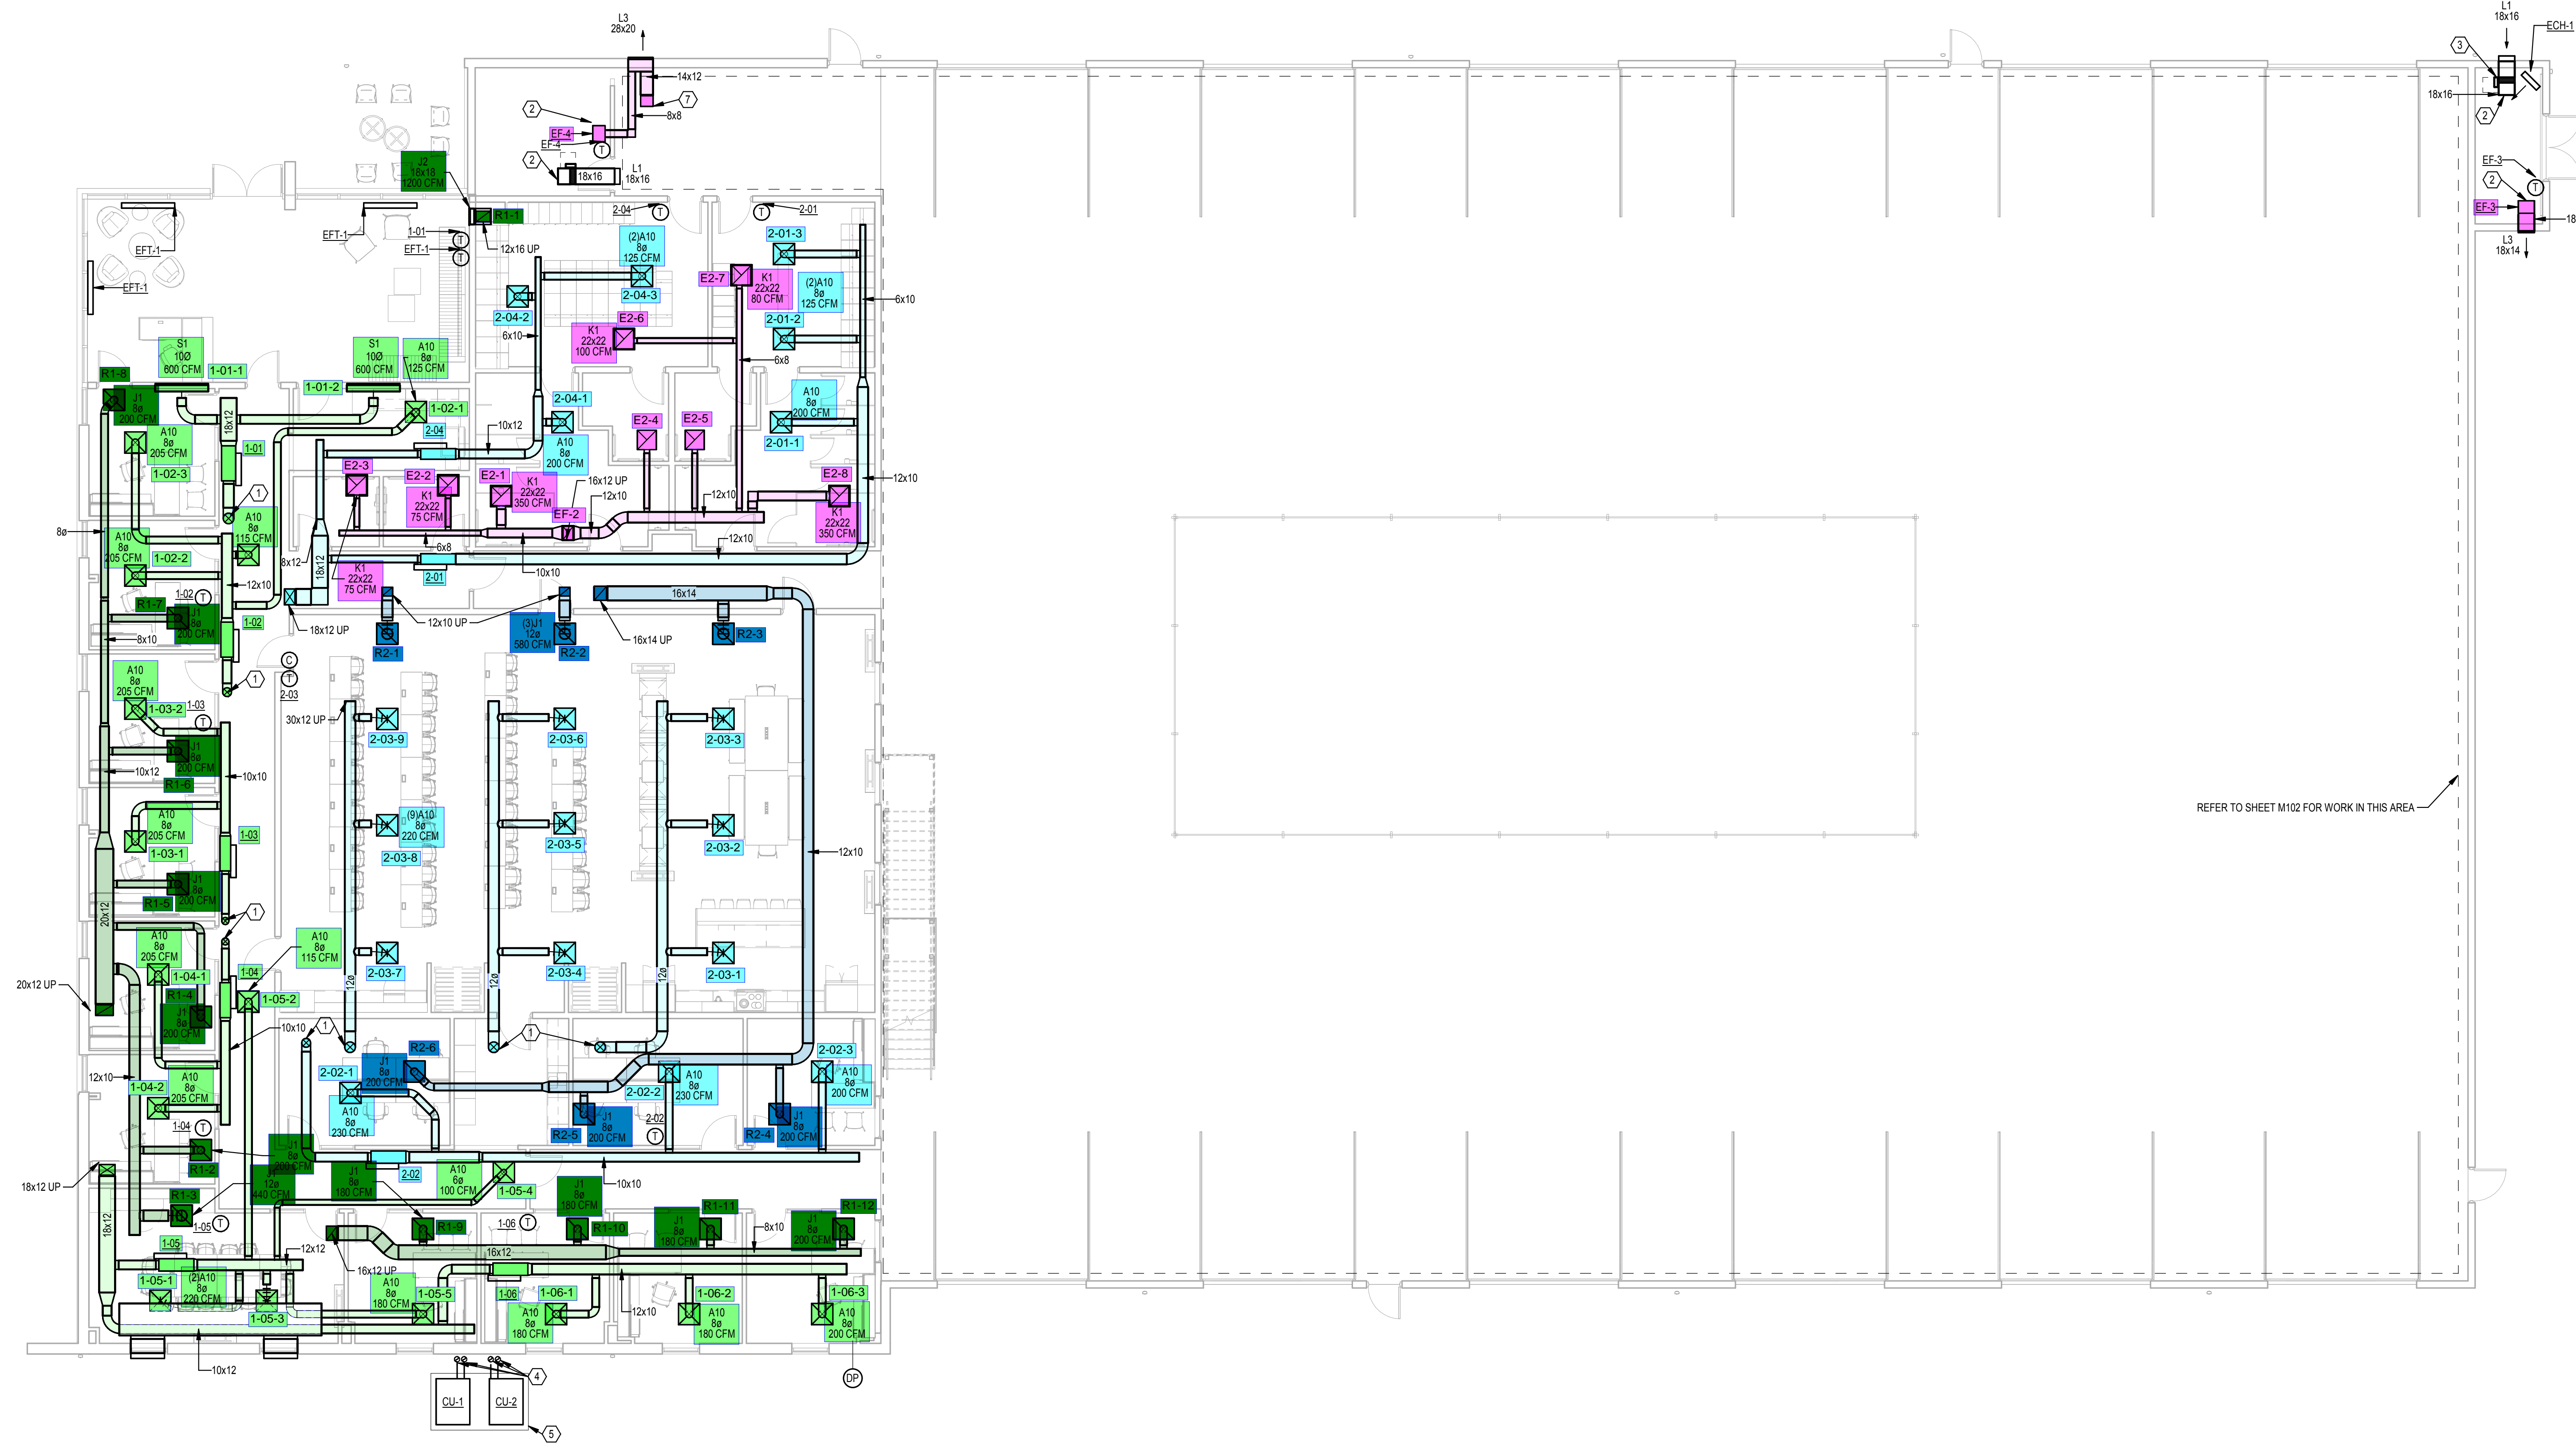 L3
28x20
14x12
7
2
8x8
EF-4
EF-4
T
2
18x16
L1
18x16
L1
18x16
ECH-1
3
18x16
2
EF-3
T
2
EF-3
18
L3
18x14
J2
18x18
1200 CFM
R1-1
12x16 UP
2-04
T
2-01
T
EFT-1
EFT-1
1-01
T
EFT-1
T
EFT-1
(2)A10
8ø
125 CFM
2-04-3
2-04-2
6x10
E2-7
K1
22x22
80 CFM
2-01-3
(2)A10
8ø
125 CFM
6x10
2-01-2
E2-6
K1
22x22
100 CFM
6x8
S1
10Ø
600 CFM
1-01-1
S1
10Ø
600 CFM
1-01-2
A10
8ø
125 CFM
1-02-1
R1-8
J1
8ø
200 CFM
18x12
A10
8ø
205 CFM
1-02-3
1-01
1
2-04
10x12
2-04-1
A10
8ø
200 CFM
E2-4
E2-5
A10
8ø
200 CFM
2-01-1
12x10
E2-3
E2-2
K1
22x22
75 CFM
E2-1
K1
22x22
350 CFM
16x12 UP
12x10
EF-2
12x10
E2-8
K1
22x22
350 CFM
8ø
A10
8ø
205 CFM
1-02-2
A10
8ø
115 CFM
12x10
8x12
18x12
6x8
10x10
12x10
2-01
K1
22x22
75 CFM
1-02
T
R1-7
J1
8ø
200 CFM
1-02
8x10
1
18x12 UP
12x10 UP
16x14
16x14 UP
R2-1
(3)J1
12ø
580 CFM
R2-2
R2-3
C
T
2-03
A10
8ø
205 CFM
1-03-2
1-03
T
J1
8ø
200 CFM
R1-6
10x12
10x10
30x12 UP
2-03-9
2-03-6
2-03-3
A10
8ø
205 CFM
1-03-1
1-03
(9)A10
8ø
220 CFM
2-03-8
2-03-5
2-03-2
12x10
REFER TO SHEET M102 FOR WORK IN THIS AREA
J1
8ø
200 CFM
R1-5
20x12
1
A10
8ø
205 CFM
1-04-1
A10
8ø
115 CFM
1-04
1-05-2
2-03-7
2-03-4
2-03-1
12ø
12ø
12ø
20x12 UP
R1-4
J1
8ø
200 CFM
10x10
1
1
12x10
1-04-2
A10
8ø
205 CFM
2-02-1
A10
8ø
230 CFM
J1
8ø
200 CFM
R2-6
2-02-2
A10
8ø
230 CFM
2-02-3
A10
8ø
200 CFM
1-04
T
R2-5
J1
8ø
200 CFM
2-02
T
R2-4
J1
8ø
200 CFM
R1-2
J1
8ø
200 CFM
18x12 UP
12ø
440 CFM
J1
8ø
180 CFM
2-02
A10
6ø
100 CFM
1-05-4
10x10
R1-3
1-05
T
18x12
R1-9
1-06
T
J1
8ø
180 CFM
R1-10
J1
8ø
180 CFM
R1-11
8x10
J1
8ø
200 CFM
R1-12
1-05
12x12
16x12
16x12 UP
1-05-1
(2)A10
8ø
220 CFM
1-05-3
A10
8ø
180 CFM
1-05-5
1-06
1-06-1
A10
8ø
180 CFM
12x10
1-06-2
A10
8ø
180 CFM
1-06-3
A10
8ø
200 CFM
10x12
4
DP
CU-1
CU-2
5